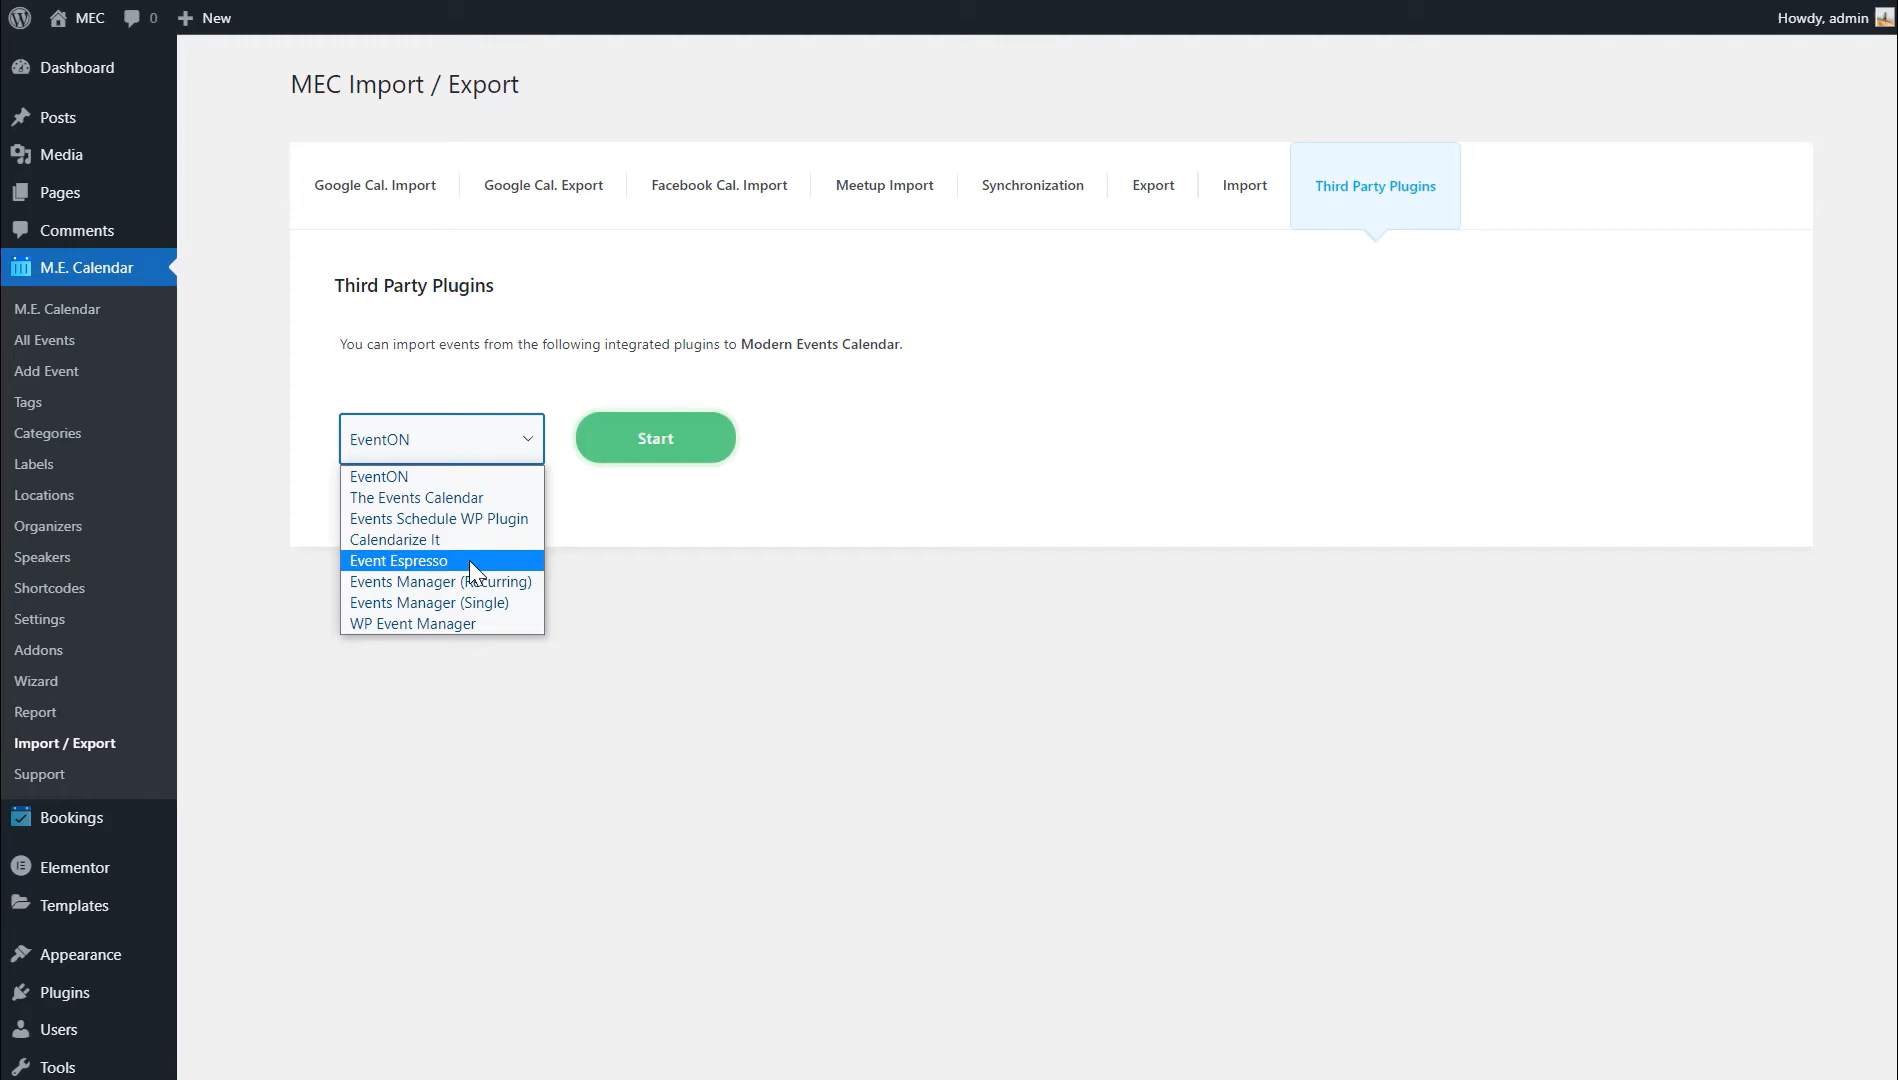 MEC
0
New
Howdy, admin
Dashboard
Posts
Media
Pages
Comments
M.E. Calendar
M.E. Calendar
All Events
Add Event
Tags
Categories
Labels
Locations
Organizers
Speakers
Shortcodes
Settings
Addons
Wizard
Report
Import / Export
Support
Bookings
Elementor
Templates
Appearance
Plugins
Users
Tools
MEC Import / Export
Google Cal. Import
Google Cal. Export
Facebook Cal. Import
Meetup Import
Synchronization
Export
Import
Third Party Plugins
Third Party Plugins
You can import events from the following integrated plugins to Modern Events Calendar.
EventON
Start
EventON
The Events Calendar
Events Schedule WP Plugin
Calendarize It
Event Espresso
Events Manager (Recurring)
Events Manager (Single)
WP Event Manager